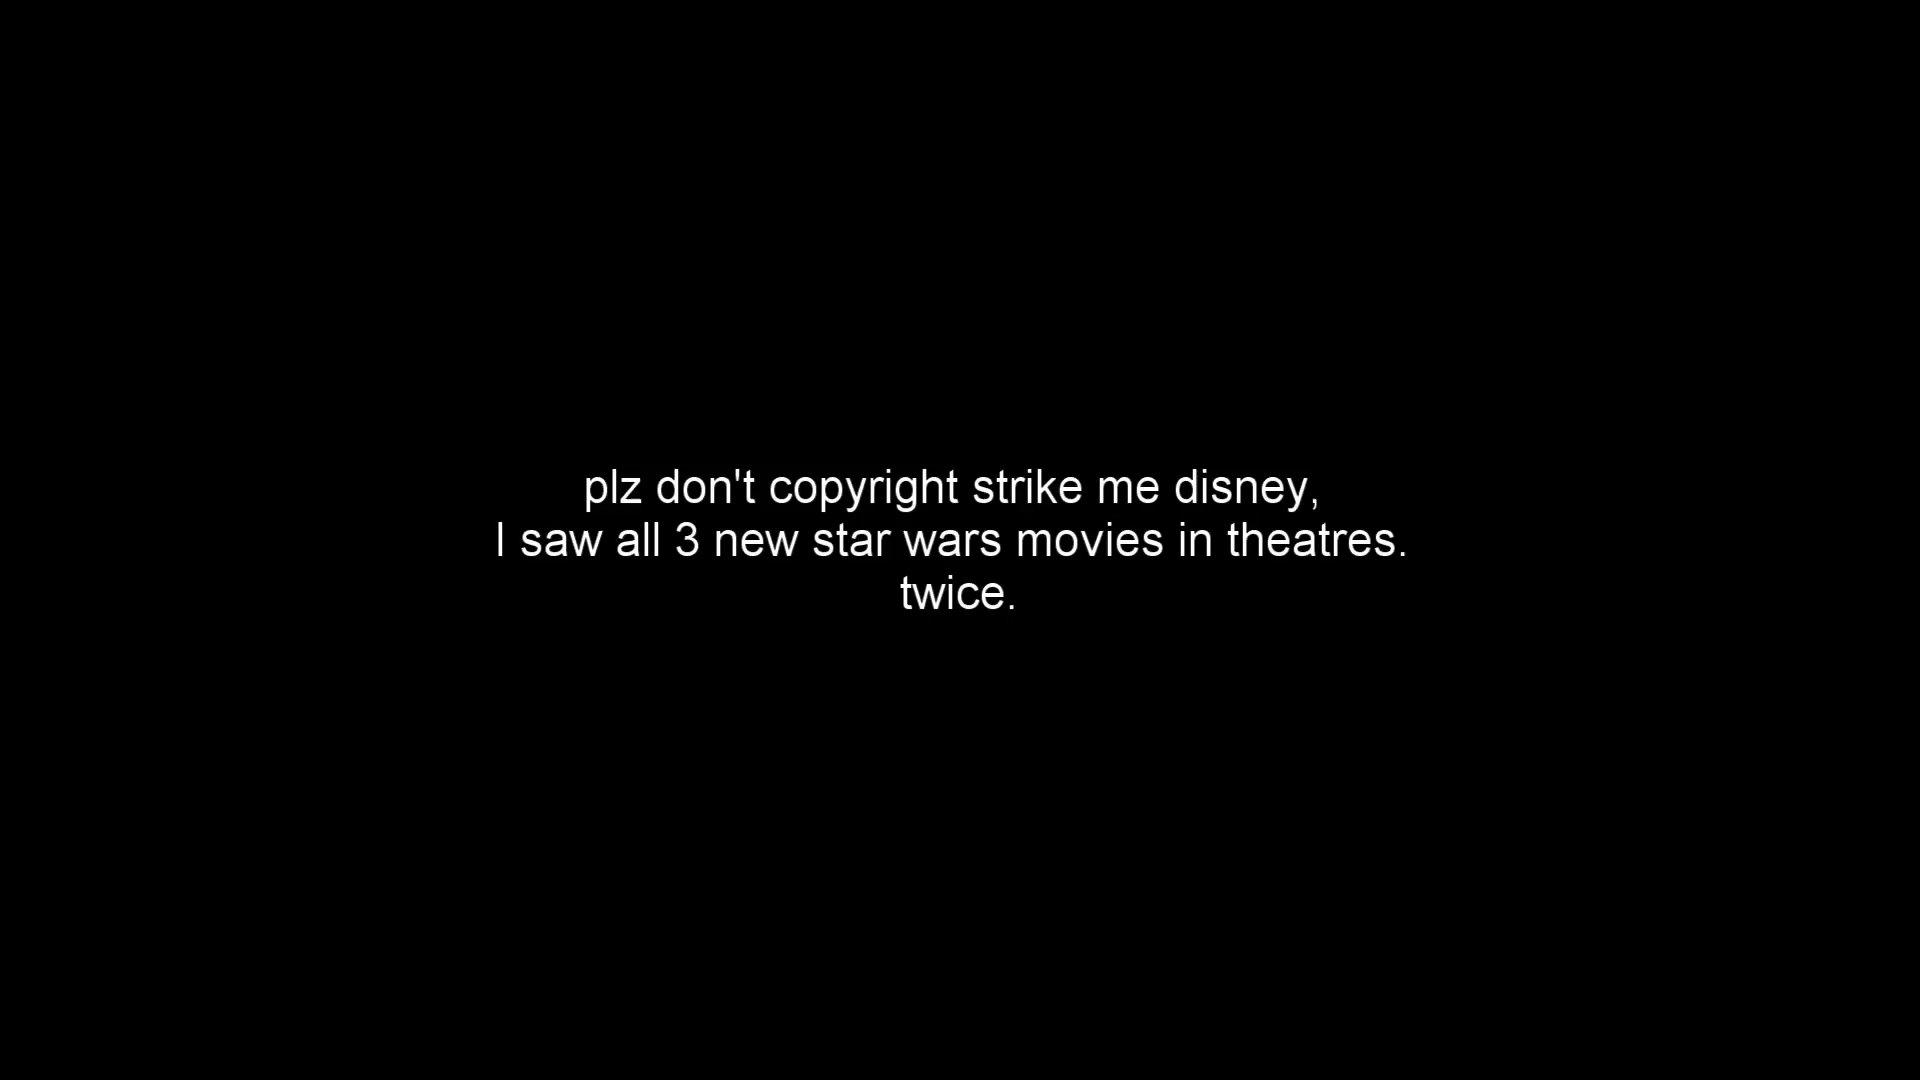 plz don't copyright strike me disney,
I saw all 3 new star wars movies in theatres.
twice.